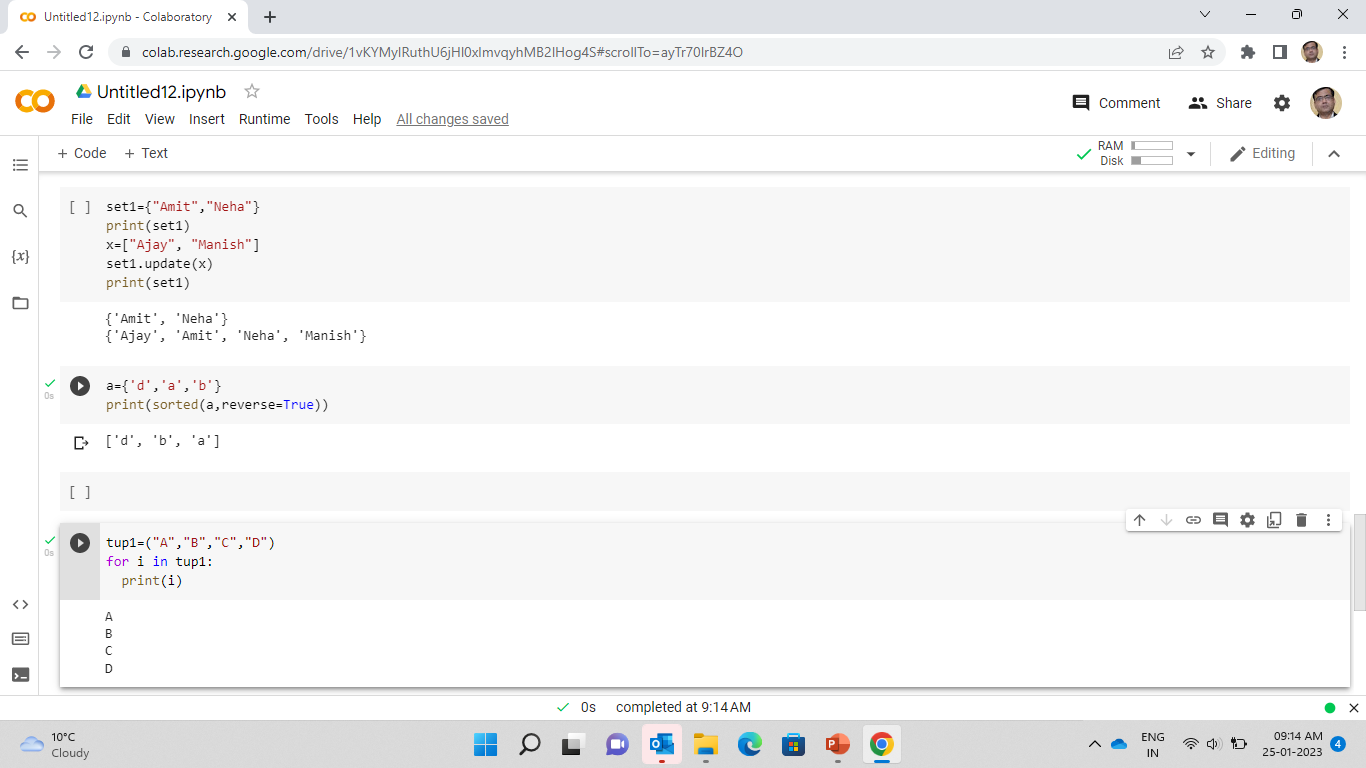 Untitled12.ipynb - Colaboratory
colab.research.google.com/drive/1vKYMylRuthU6jHl0xImvqyhMB2IHog4S#scrollTo=ayTr70IrBZ4O
Untitled12.ipynb
Comment
Share
File Edit View Insert Runtime Tools Help All changes saved
+ Code + Text
RAM
Disk
Editing
[ ] set1={"Amit","Neha"}
print(set1)
x=["Ajay", "Manish"]
set1.update(x)
print(set1)
{x}
{'Amit', 'Neha'}
{'Ajay', 'Amit', 'Neha', 'Manish'}
0s
a={'d','a','b'}
print(sorted(a,reverse=True))
['d', 'b', 'a']
[ ]
0s
tup1=("A","B","C","D")
for i in tup1:
  print(i)
A
B
C
D
0s completed at 9:14 AM
10°C
Cloudy
ENG
IN
09:14 AM
25-01-2023
4